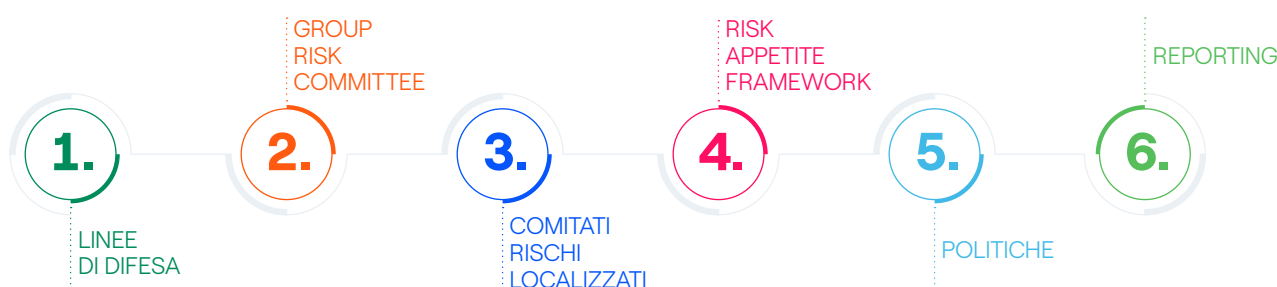 1.
LINEE
DI DIFESA
2.
GROUP
RISK
COMMITTEE
3.
COMITATI
RISCHI
LOCALIZZATI
4.
RISK
APPETITE
FRAMEWORK
5.
POLITICHE
6.
REPORTING